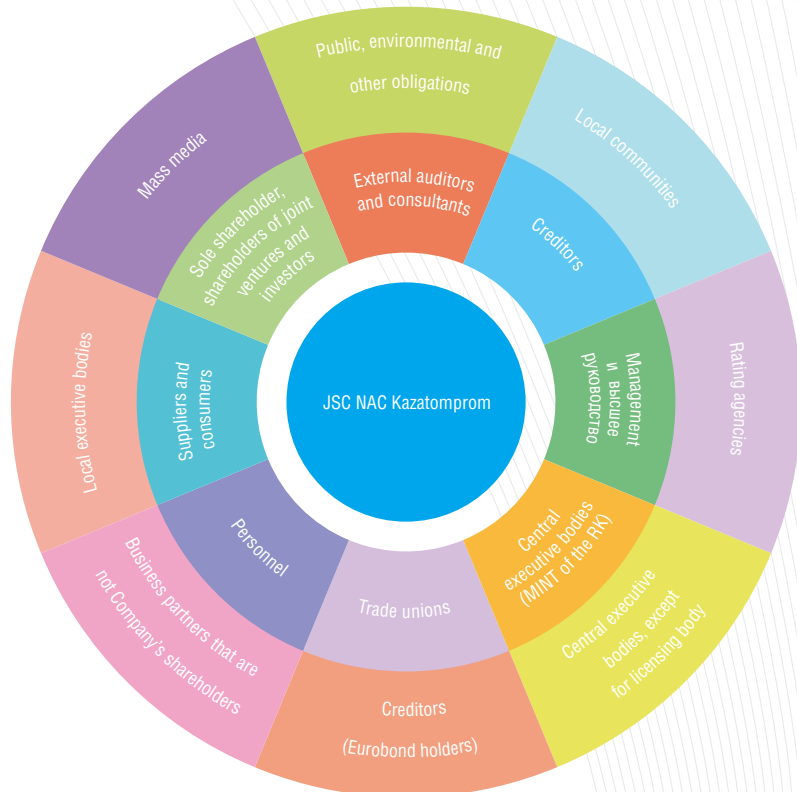 Public, environmental and
other obligations
Local communities
Rating agencies
Central executive
bodies, except
for licensing body
Creditors
(Eurobond holders)
Business partners that are
not Company's shareholders
Local executive bodies
Mass media
External auditors
and consultants
Creditors
Management
и высшее
руководство
Central
executive bodies
(MINT of the RK)
Trade unions
Personnel
Suppliers and
consumers
Sole shareholder,
shareholders of joint
ventures and
investors
JSC NAC Kazatomprom